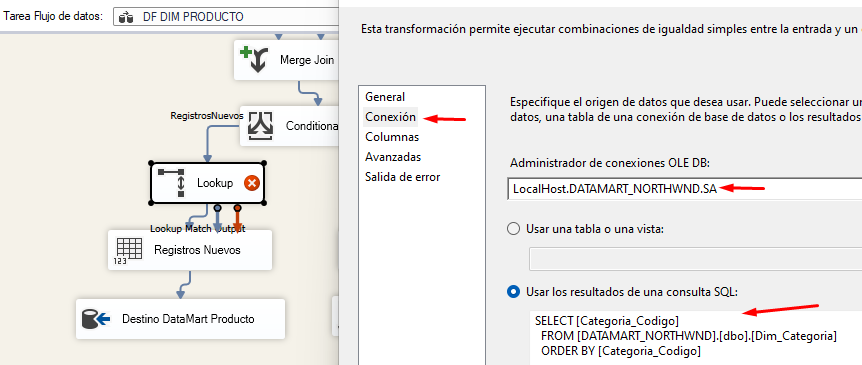 Tarea Flujo de datos:
DF DIM PRODUCTO
Merge Join
RegistrosNuevos
Conditiona
Lookup
Lookup Match Output
Registros Nuevos
123
Destino DataMart Producto
Esta transformación permite ejecutar combinaciones de igualdad simples entre la entrada y un
General
Conexión
Columnas
Avanzadas
Salida de error
Especifique el origen de datos que desea usar. Puede seleccionar un
datos, una tabla de una conexión de base de datos o los resultados
Administrador de conexiones OLE DB:
LocalHost.DATAMART_NORTHWND.SA
Usar una tabla o una vista:
Usar los resultados de una consulta SQL:
SELECT [Categoria_Codigo]
FROM [DATAMART_NORTHWND].[dbo].[Dim_Categoria]
ORDER BY [Categoria_Codigo]